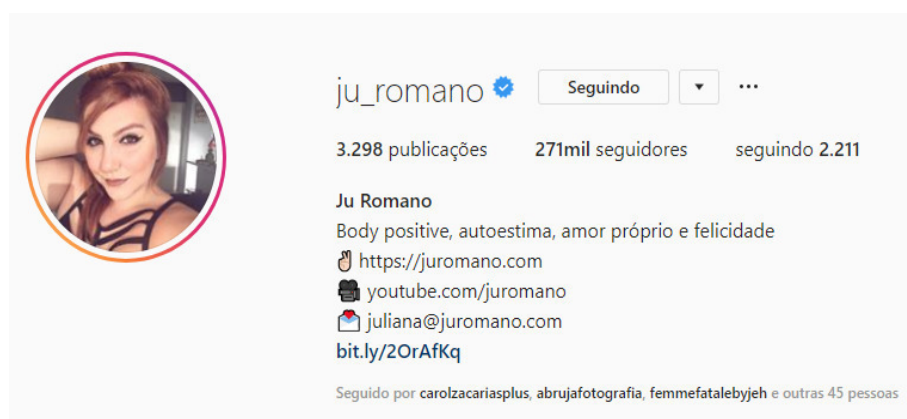 ju_romano Seguindo
3.298 publicações 271mil seguidores seguindo 2.211
Ju Romano
Body positive, autoestima, amor próprio e felicidade
✌🏻 https://juromano.com
🎥 youtube.com/juromano
💌 juliana@juromano.com
bit.ly/2OrAfKq
Seguido por carolzacariasplus, abrujafotografia, femmefatalebyjeh e outras 45 pessoas